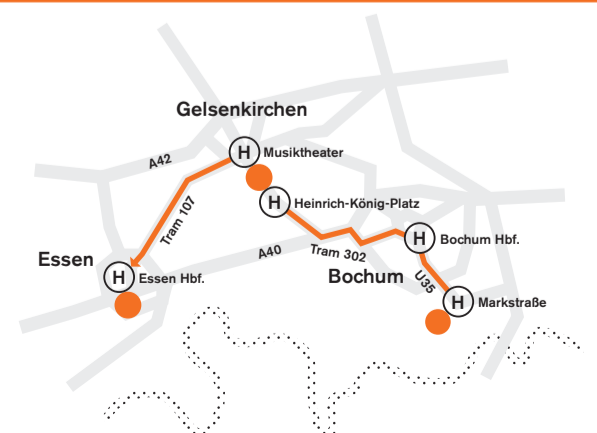 Gelsenkirchen
H
Musiktheater
A42
H
Heinrich-König-Platz
Tram 107
H
Bochum Hbf.
Essen
A40
Tram 302
H
Essen Hbf.
Bochum
U35
H
Markstraße